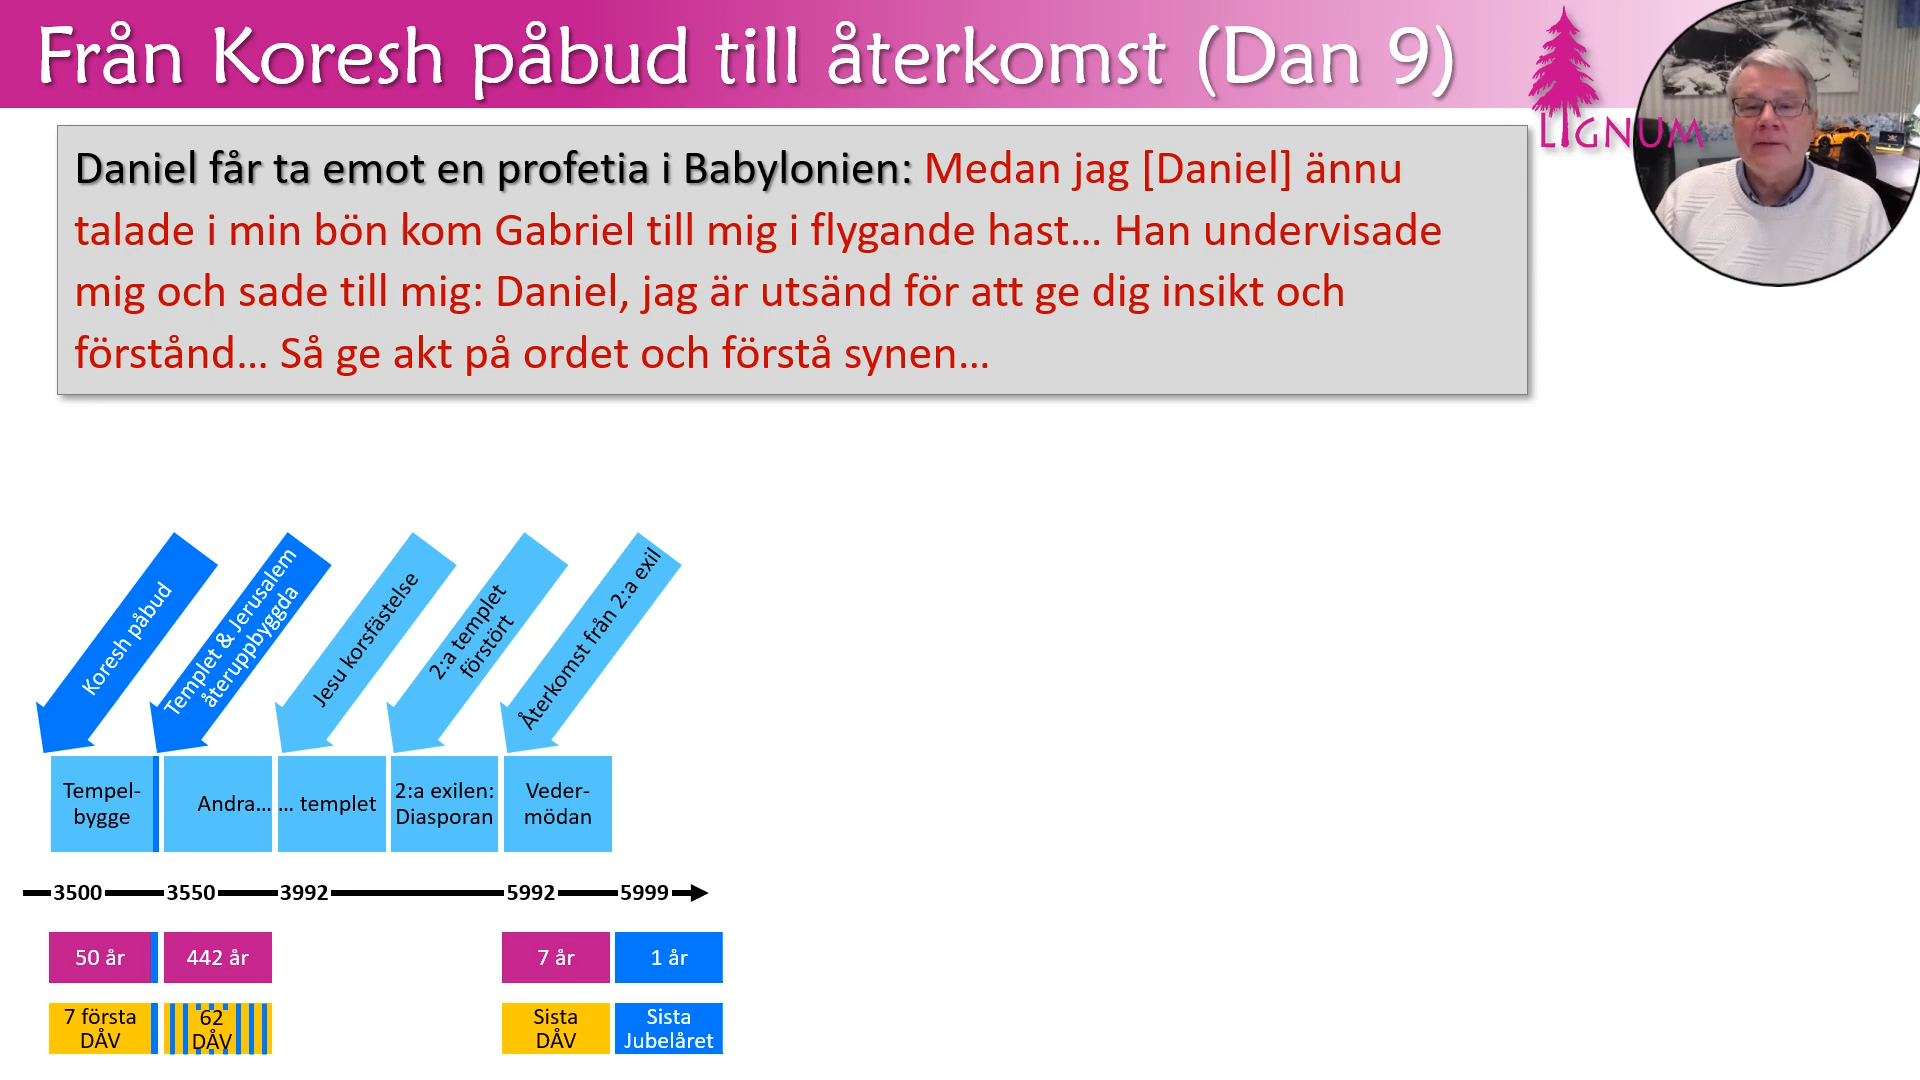 Från Koresh påbud till återkomst (Dan 9)
LIGNUM
Daniel får ta emot en profetia i Babylonien: Medan jag [Daniel] ännu
talade i min bön kom Gabriel till mig i flygande hast... Han undervisade
mig och sade till mig: Daniel, jag är utsänd för att ge dig insikt och
förstånd... Så ge akt på ordet och förstå synen...
Koresh påbud
Templet & Jerusalem
återuppbyggda
Jesu korsfästelse
2:a templet
förstört
Återkomst från 2:a exil
Tempel-
bygge
Andra...
... templet
2:a exilen:
Diasporan
Veder-
mödan
3500 3550 3992 5992 5999
50 år
442 år
7 år
1 år
7 första
DÅV
62
DÅV
Sista
DÅV
Sista
Jubelåret